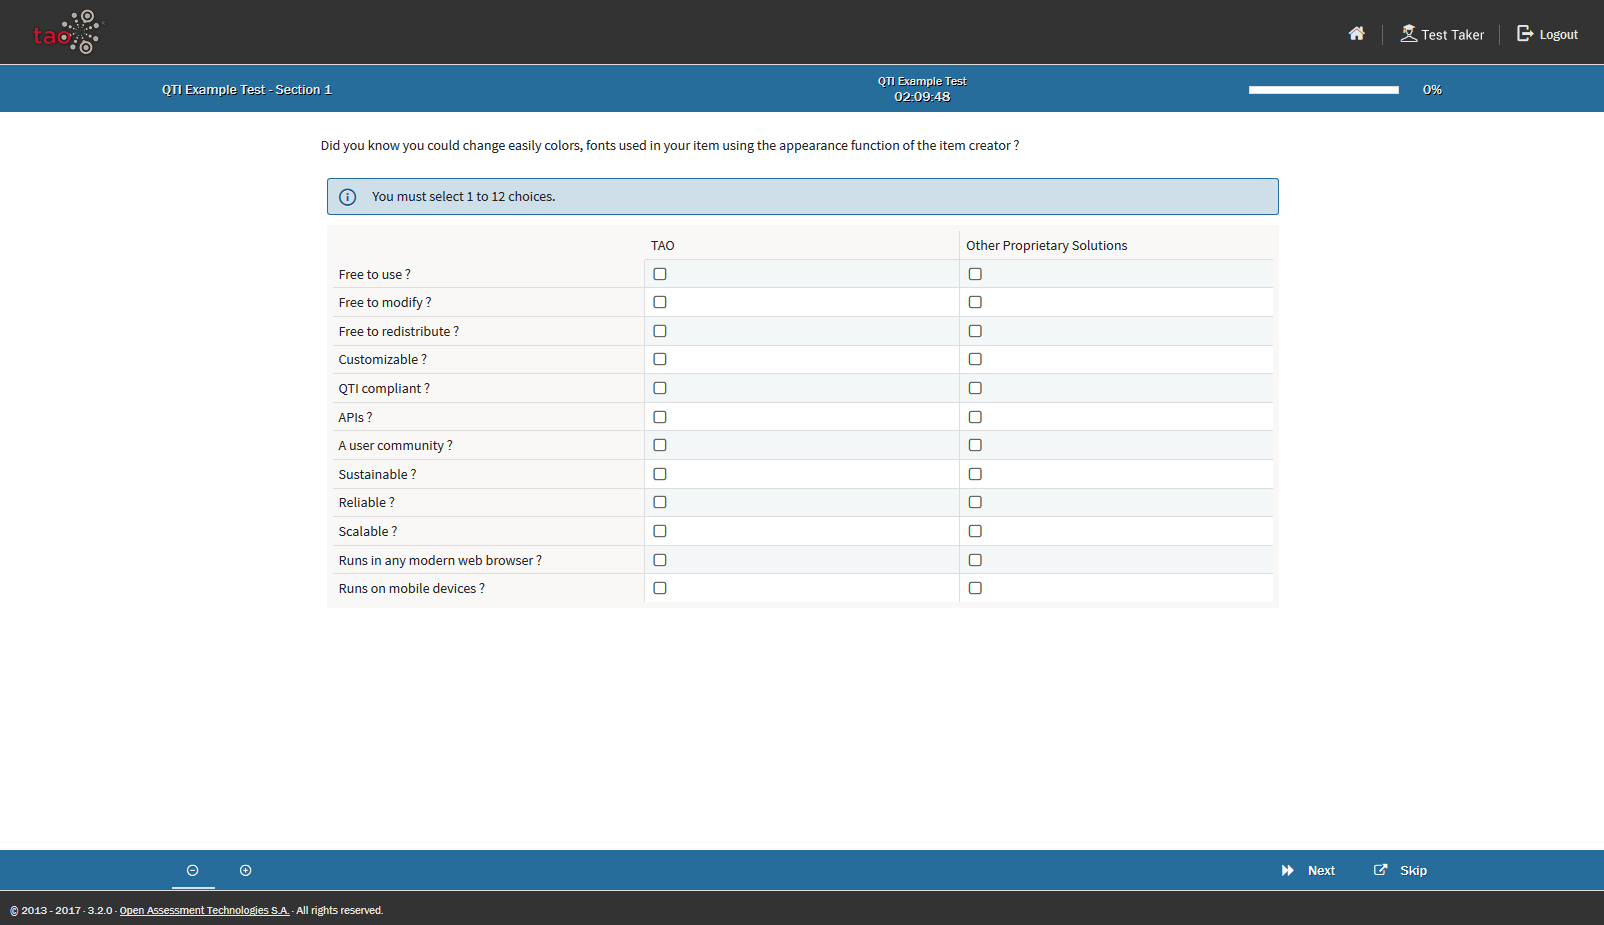 tao
Test Taker
Logout
QTI Example Test - Section 1
QTI Example Test
02:09:48
0%
Did you know you could change easily colors, fonts used in your item using the appearance function of the item creator ?
You must select 1 to 12 choices.
TAO Other Proprietary Solutions
Free to use ?
Free to modify ?
Free to redistribute ?
Customizable ?
QTI compliant ?
APIs ?
A user community ?
Sustainable ?
Reliable ?
Scalable ?
Runs in any modern web browser ?
Runs on mobile devices ?
Next
Skip
© 2013 - 2017 · 3.2.0 · Open Assessment Technologies S.A. · All rights reserved.